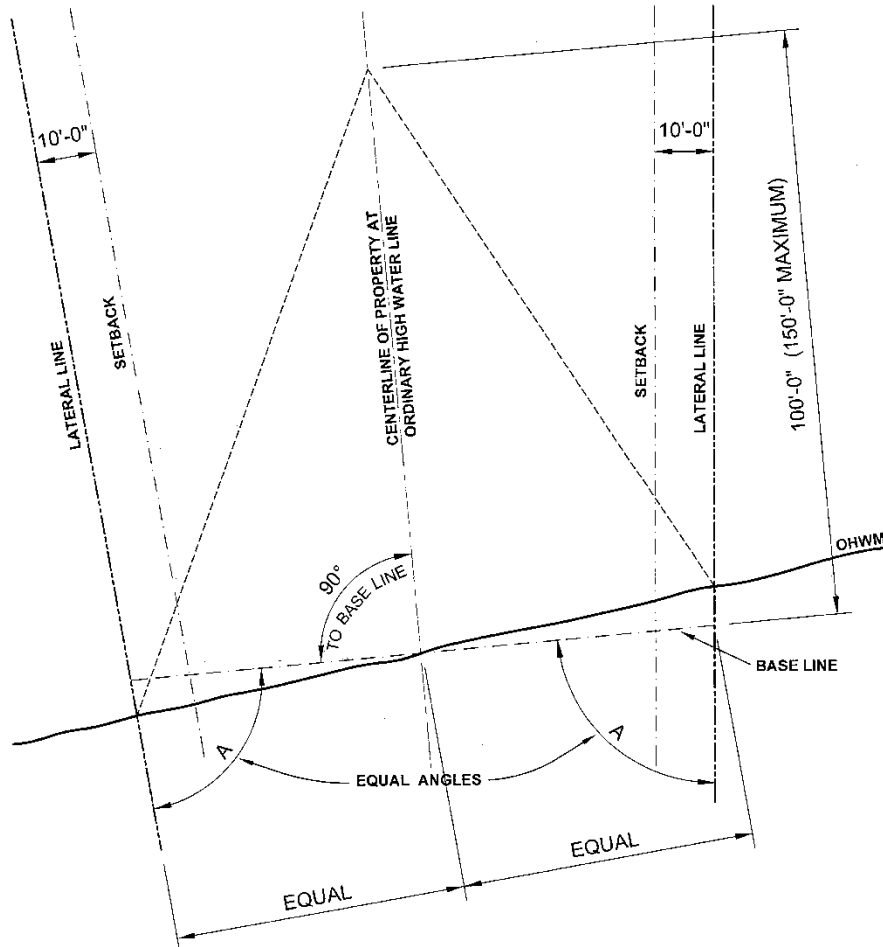 10'-0"
10'-0"
LATERAL LINE
SETBACK
CENTERLINE OF PROPERTY AT
ORDINARY HIGH WATER LINE
SETBACK
LATERAL LINE
100'-0" (150'-0" MAXIMUM)
OHWM
90°
TO BASE LINE
BASE LINE
A
A
EQUAL ANGLES
EQUAL
EQUAL